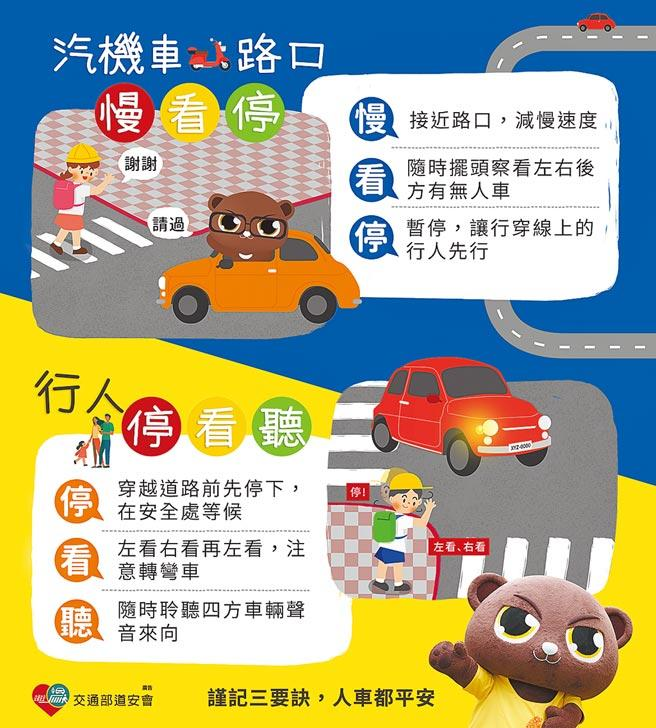 汽機車路口
慢看停
謝謝
請過
慢 接近路口，減慢速度
看 隨時擺頭察看左右後
方有無人車
停 暫停，讓行穿線上的
行人先行
行人停看聽
停 穿越道路前先停下，
在安全處等候
看 左看右看再左看，注
意轉彎車
聽 隨時聆聽四方車輛聲
音來向
XYZ-8080
停!
左看、右看
廣告
交通部道安會
謹記三要訣，人車都平安